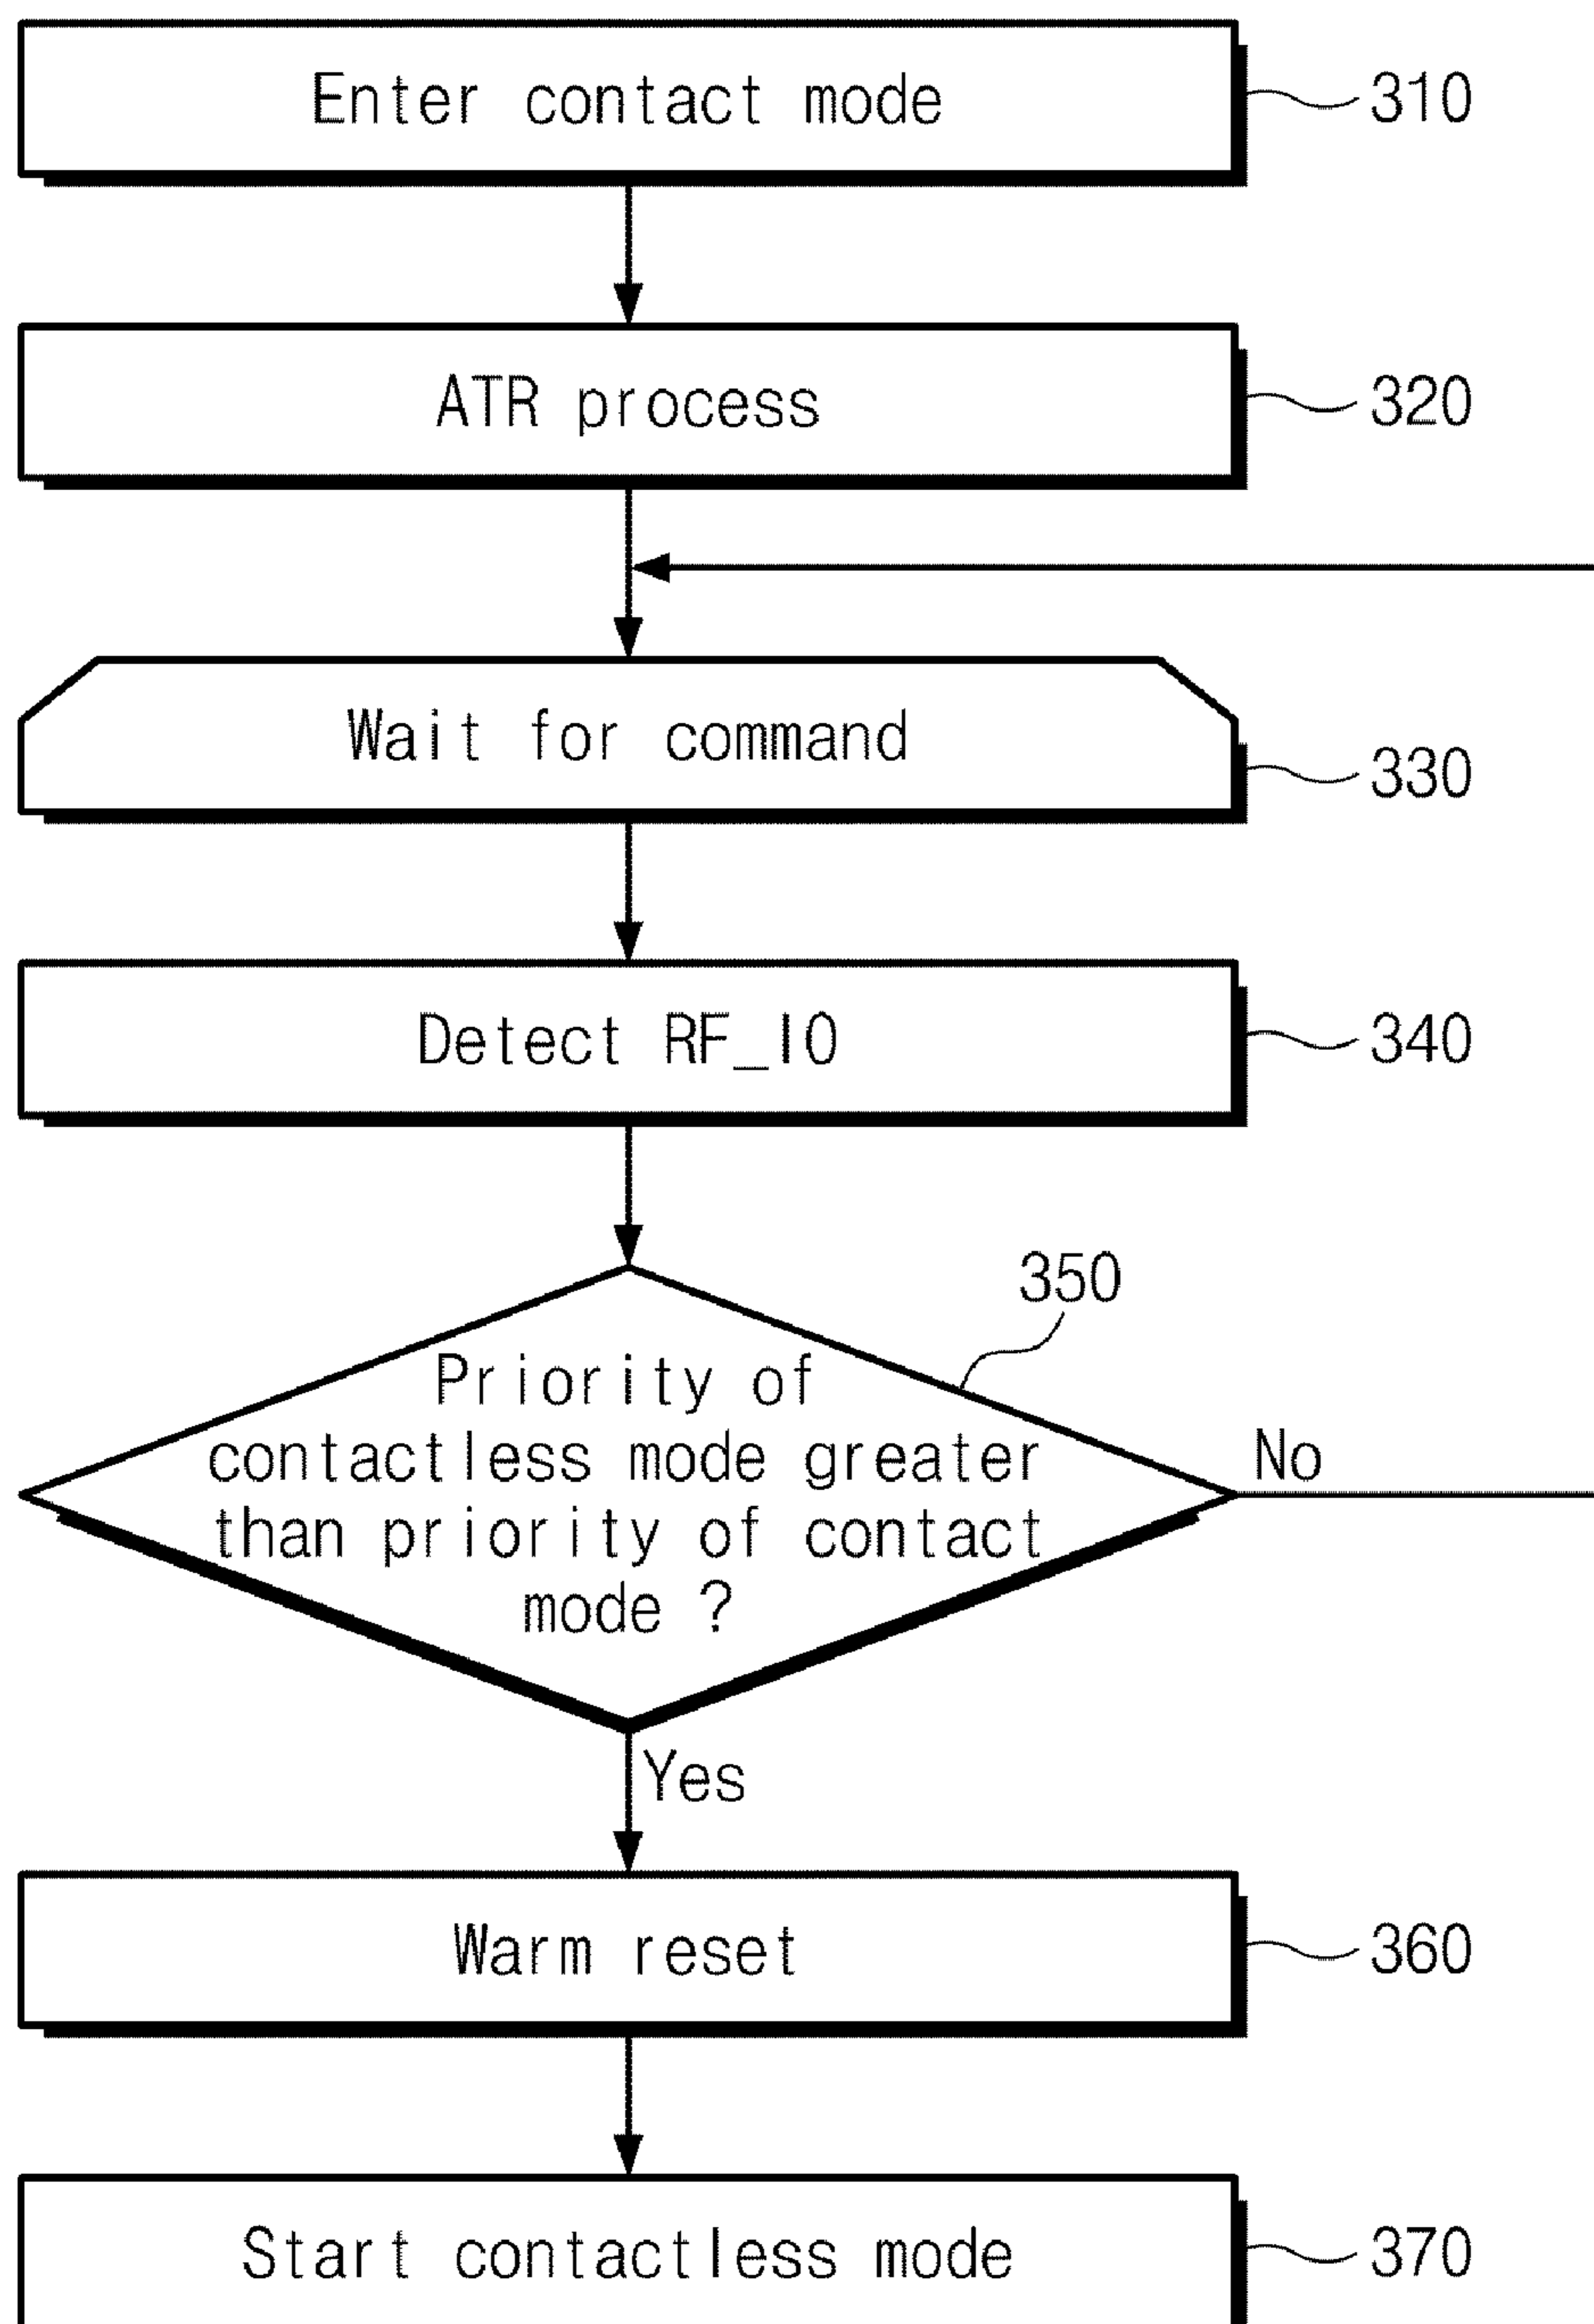 Enter contact mode
310
ATR process
320
Wait for command
330
Detect RF_IO
340
350
Priority of
contactless mode greater
than priority of contact
mode ?
No
Yes
Warm reset
360
Start contactless mode
370